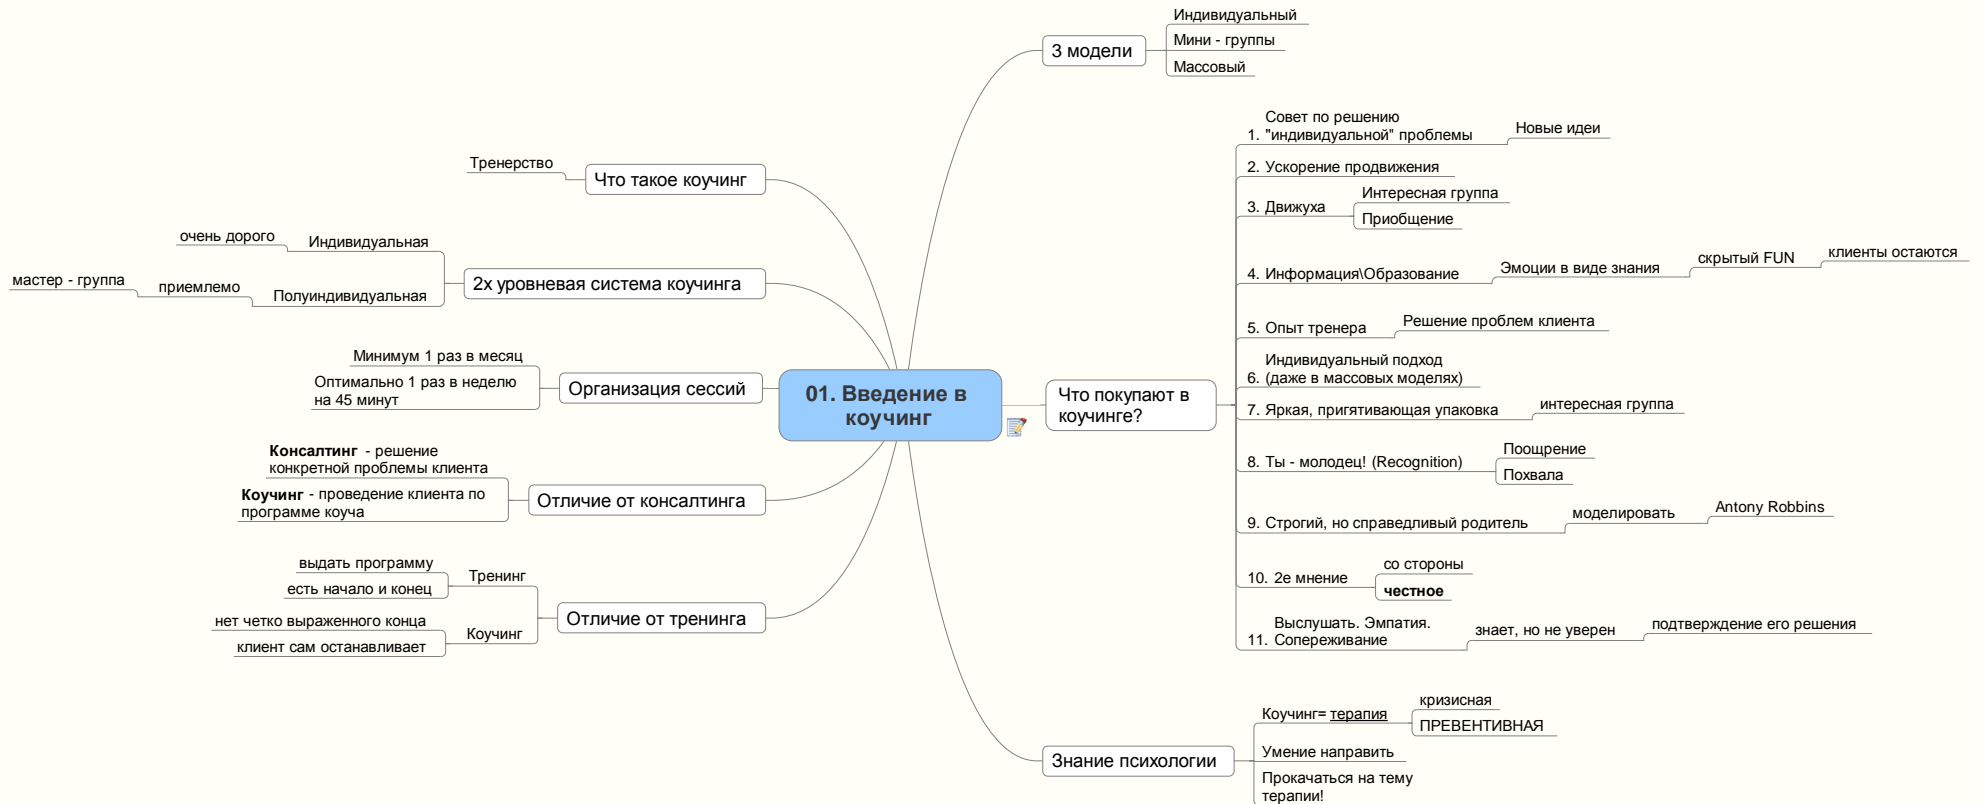 01. Введение в
коучинг
3 модели
Индивидуальный
Мини - группы
Массовый
Что покупают в
коучинге?
Совет по решению
1. "индивидуальной" проблемы
Новые идеи
2. Ускорение продвижения
3. Движуха
Интересная группа
Приобщение
4. Информация\Образование
Эмоции в виде знания
скрытый FUN
клиенты остаются
5. Опыт тренера
Решение проблем клиента
Индивидуальный подход
6. (даже в массовых моделях)
7. Яркая, пригятивающая упаковка
интересная группа
8. Ты - молодец! (Recognition)
Поощрение
Похвала
9. Строгий, но справедливый родитель
моделировать
Antony Robbins
10. 2е мнение
со стороны
честное
Выслушать. Эмпатия.
11. Сопереживание
знает, но не уверен
подтверждение его решения
Знание психологии
Коучинг= терапия
кризисная
ПРЕВЕНТИВНАЯ
Умение направить
Прокачаться на тему
терапии!
Что такое коучинг
Тренерство
2х уровневая система коучинга
Индивидуальная
очень дорого
Полуиндивидуальная
приемлемо
мастер - группа
Организация сессий
Минимум 1 раз в месяц
Оптимально 1 раз в неделю
на 45 минут
Отличие от консалтинга
Консалтинг - решение
конкретной проблемы клиента
Коучинг - проведение клиента по
программе коуча
Отличие от тренинга
Тренинг
выдать программу
есть начало и конец
Коучинг
нет четко выраженного конца
клиент сам останавливает